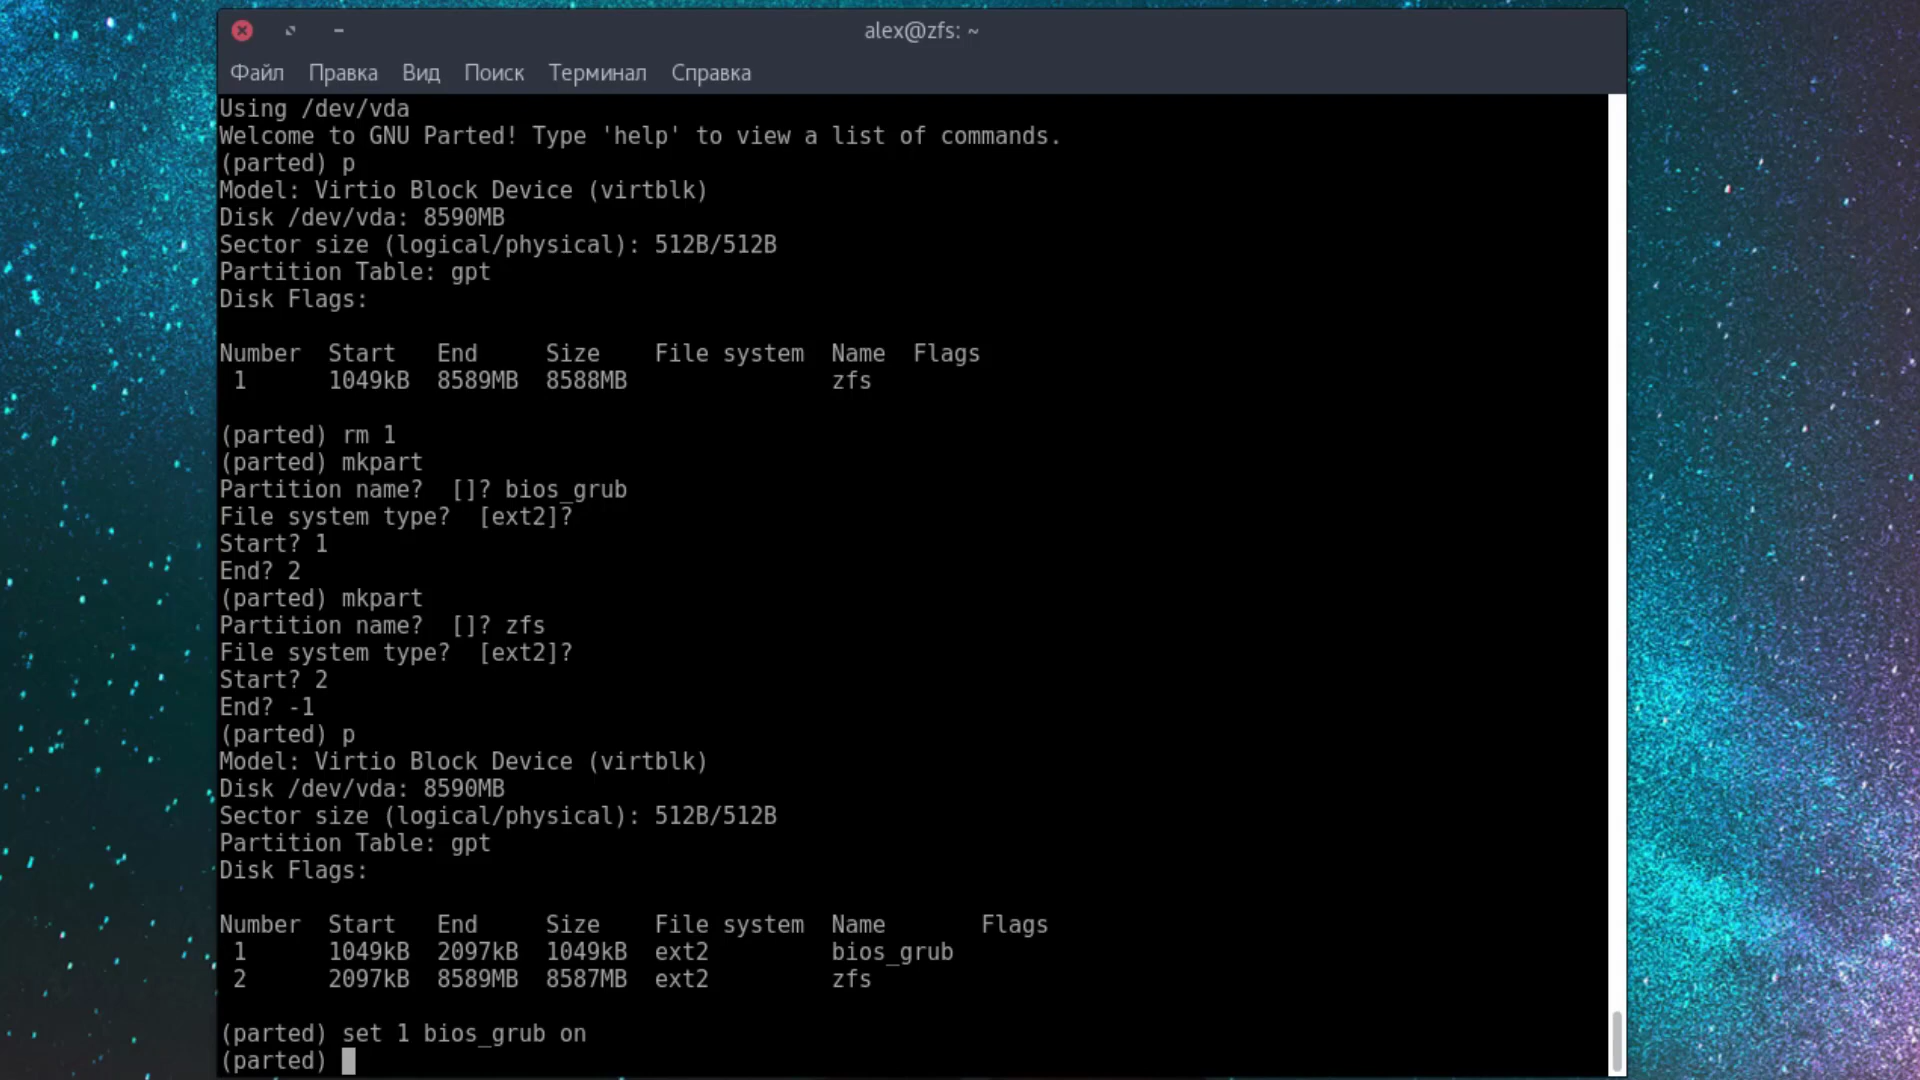 alex@zfs: ~
Файл Правка Вид Поиск Терминал Справка
Using /dev/vda
Welcome to GNU Parted! Type 'help' to view a list of commands.
(parted) p
Model: Virtio Block Device (virtblk)
Disk /dev/vda: 8590MB
Sector size (logical/physical): 512B/512B
Partition Table: gpt
Disk Flags:
Number  Start   End     Size    File system  Name  Flags
 1      1049kB  8589MB  8588MB               zfs
(parted) rm 1
(parted) mkpart
Partition name?  []? bios_grub
File system type?  [ext2]?
Start? 1
End? 2
(parted) mkpart
Partition name?  []? zfs
File system type?  [ext2]?
Start? 2
End? -1
(parted) p
Model: Virtio Block Device (virtblk)
Disk /dev/vda: 8590MB
Sector size (logical/physical): 512B/512B
Partition Table: gpt
Disk Flags:
Number  Start   End     Size    File system  Name       Flags
 1      1049kB  2097kB  1049kB  ext2         bios_grub
 2      2097kB  8589MB  8587MB  ext2         zfs
(parted) set 1 bios_grub on
(parted)